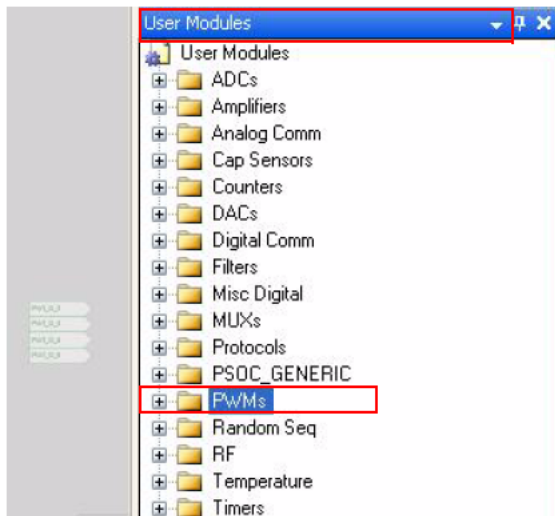 User Modules
User Modules
ADCs
Amplifiers
Analog Comm
Cap Sensors
Counters
DACs
Digital Comm
Filters
Misc Digital
MUXs
Protocols
PSOC_GENERIC
PWMs
Random Seq
RF
Temperature
Timers